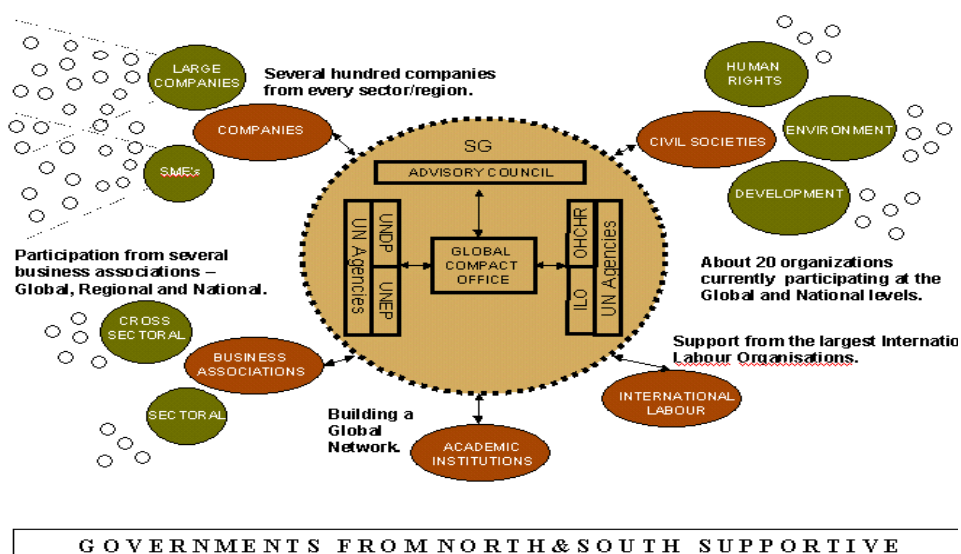 LARGE
COMPANIES
Several hundred companies
from every sector/region.
COMPANIES
SME's
HUMAN
RIGHTS
CIVIL SOCIETIES
ENVIRONMENT
DEVELOPMENT
SG
ADVISORY COUNCIL
UN Agencies
UNDP
UNEP
GLOBAL
COMPACT
OFFICE
OHCHR
ILO
UN Agencies
Participation from several
business associations –
Global, Regional and National.
About 20 organizations
currently participating at the
Global and National levels.
CROSS
SECTORAL
BUSINESS
ASSOCIATIONS
SECTORAL
Support from the largest Internatio
Labour Organisations.
INTERNATIONAL
LABOUR
Building a
Global
Network.
ACADEMIC
INSTITUTIONS
GOVERNMENTS FROM NORTH & SOUTH SUPPORTIVE